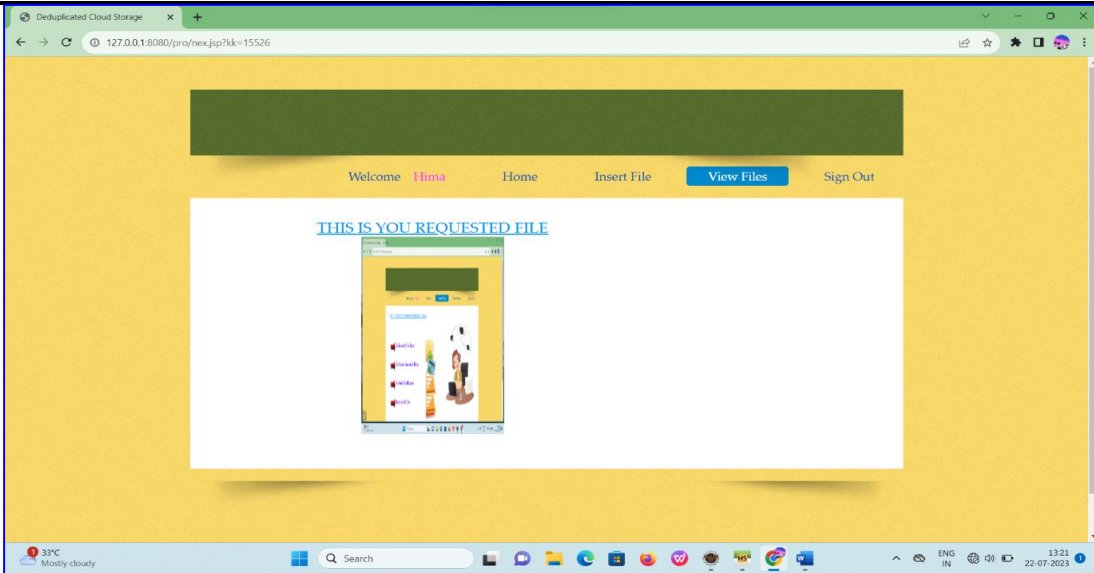 Deduplicated Cloud Storage
127.0.0.1:8080/pro/nex.jsp?kk=15526
Welcome Hima Home Insert File View Files Sign Out
THIS IS YOU REQUESTED FILE
1
33°C
Mostly cloudy
Search
ENG
IN
13:21
22-07-2023
1